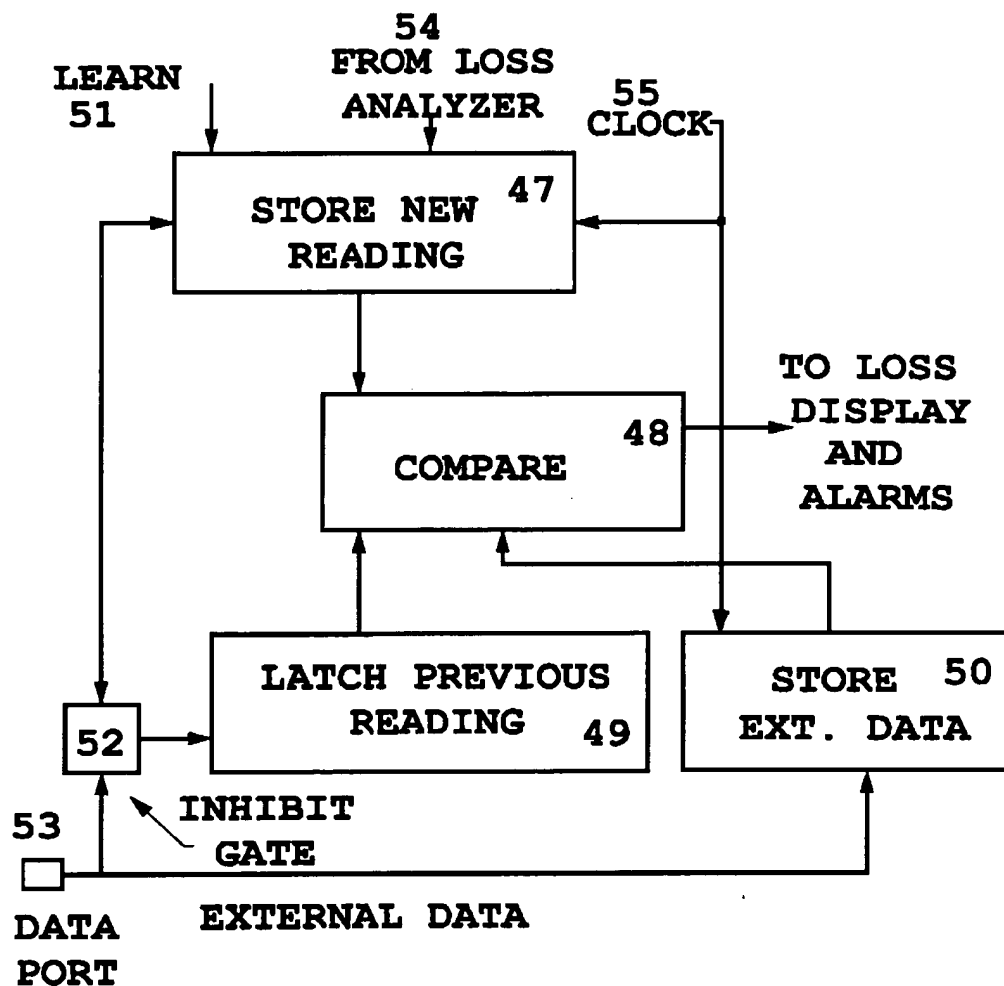 54
FROM LOSS
ANALYZER
LEARN
51
55
CLOCK
47
STORE NEW
READING
TO LOSS
DISPLAY
AND
ALARMS
48
COMPARE
LATCH PREVIOUS
READING
49
STORE 50
EXT. DATA
52
INHIBIT
GATE
53
DATA
PORT
EXTERNAL DATA